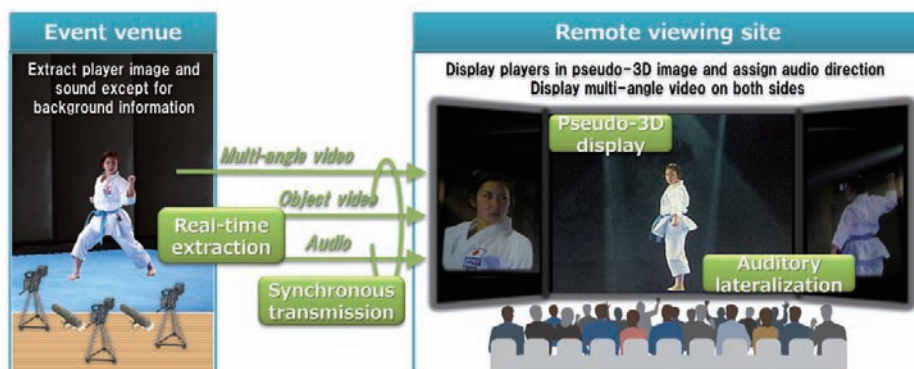 Event venue
Extract player image and
sound except for
background information
Multi-angle video
Object video
Real-time
extraction
Audio
Synchronous
transmission
Remote viewing site
Display players in pseudo-3D image and assign audio direction
Display multi-angle video on both sides
Pseudo-3D
display
Auditory
lateralization